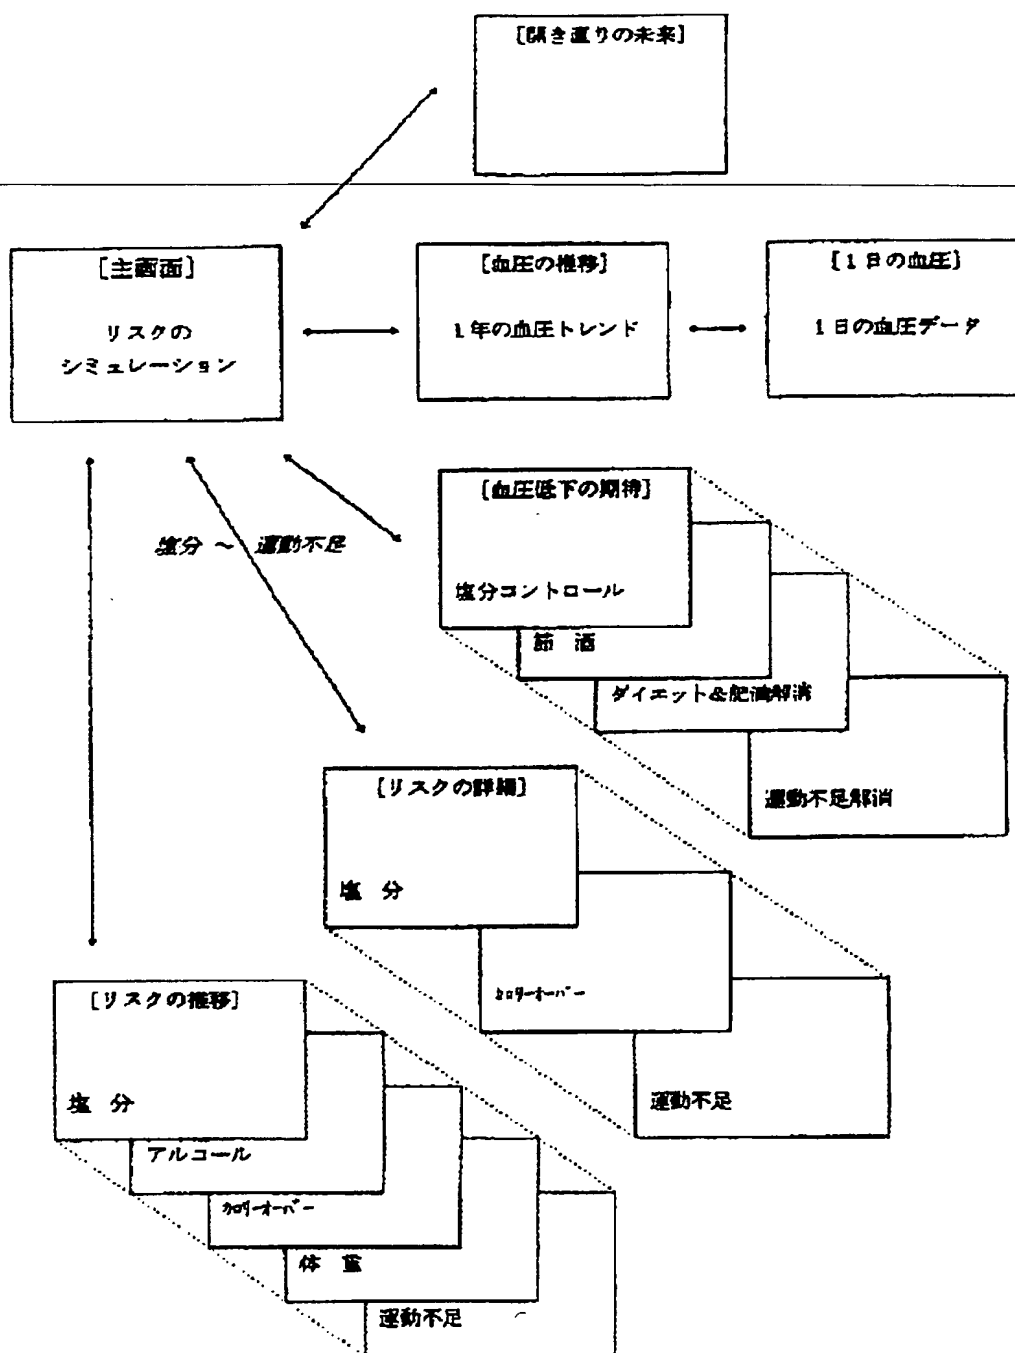 [開き直りの未来]
[主画面]
リスクの
シミュレーション
[血圧の推移]
1年の血圧トレンド
[1日の血圧]
1日の血圧データ
塩分 ～ 運動不足
[血圧低下の期待]
塩分コントロール
節 酒
ダイエット&肥満解消
運動不足解消
[リスクの詳細]
塩 分
カロリーオーバー
運動不足
[リスクの推移]
塩 分
アルコール
カロリーオーバー
体 重
運動不足